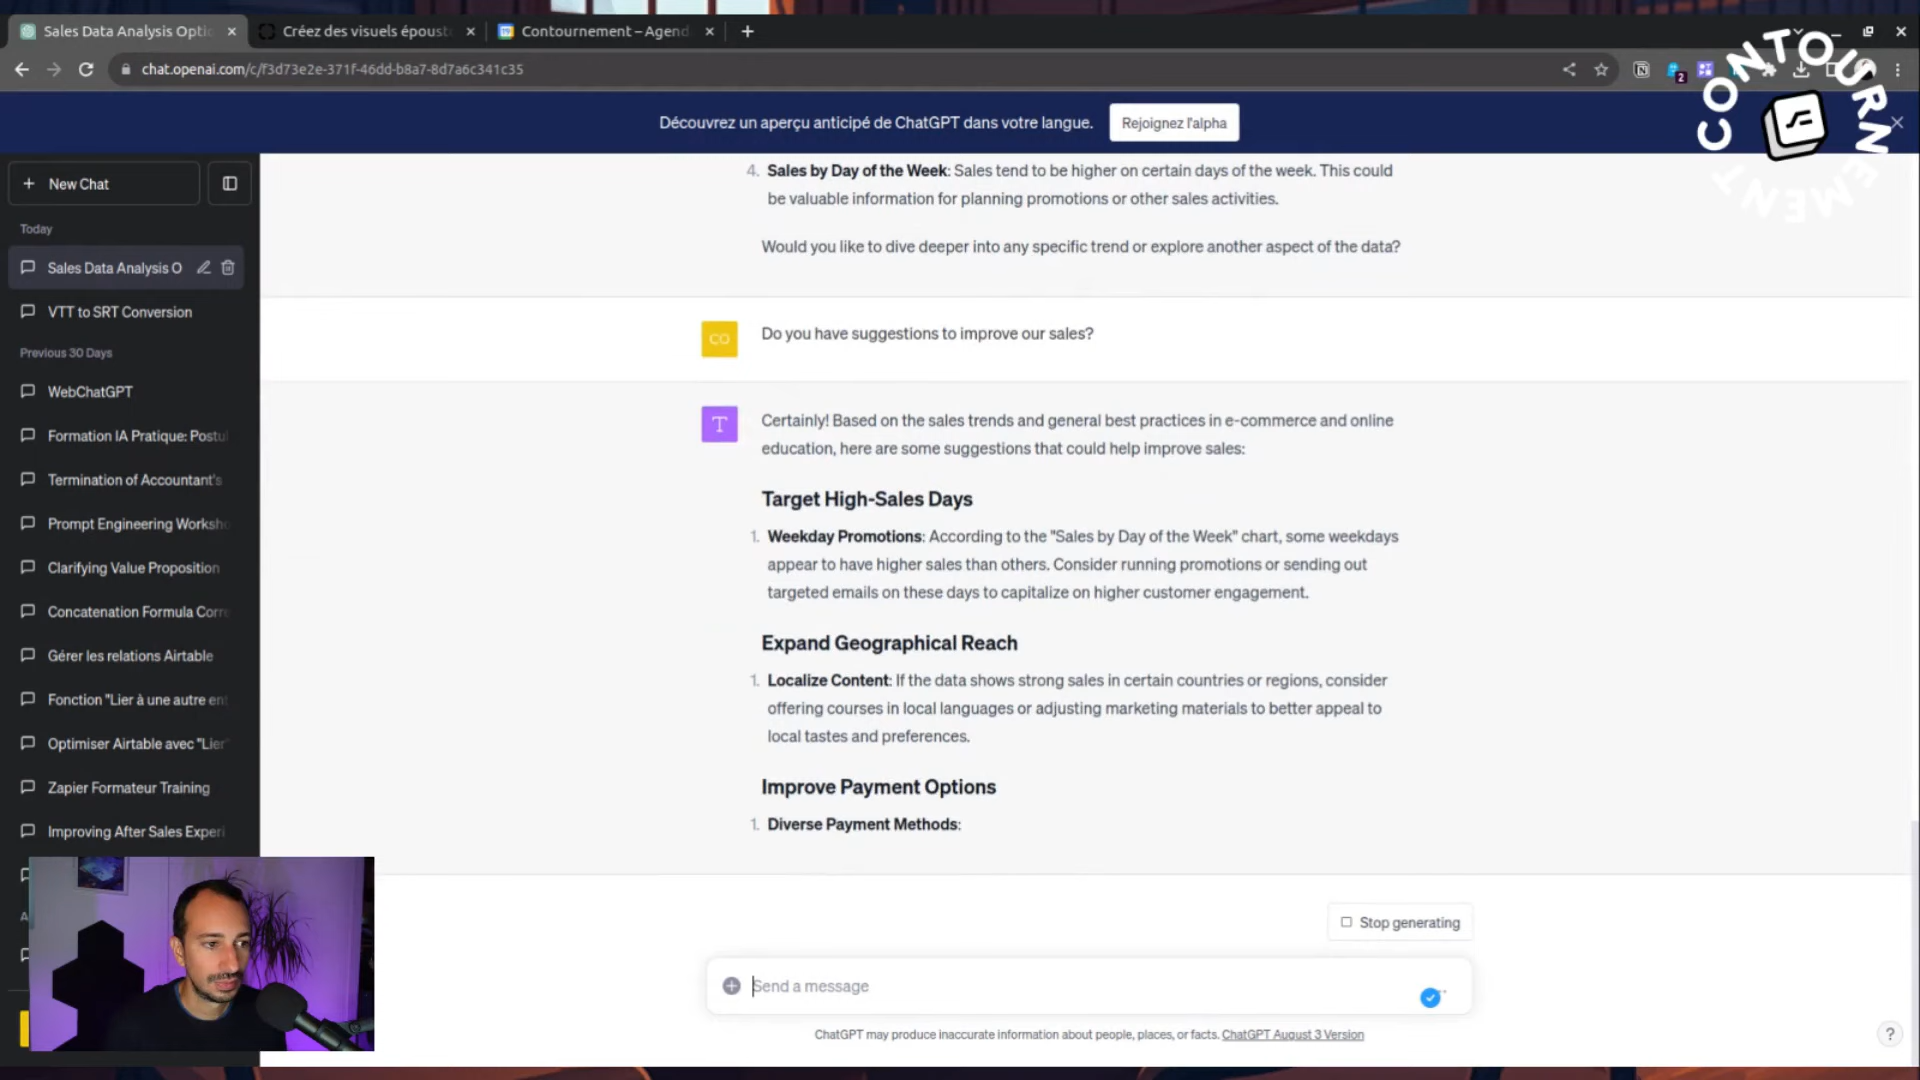 Sales Data Analysis Optio
Créez des visuels époust
Contournement – Agend
chat.openai.com/c/f3d73e2e-371f-46dd-b8a7-8d7a6c341c35
2
CONTOURNEMENT
Découvrez un aperçu anticipé de ChatGPT dans votre langue.
Rejoignez l'alpha
New Chat
Today
Sales Data Analysis O
VTT to SRT Conversion
Previous 30 Days
WebChatGPT
Formation IA Pratique: Postul
Termination of Accountant's
Prompt Engineering Worksho
Clarifying Value Proposition
Concatenation Formula Corre
Gérer les relations Airtable
Fonction "Lier à une autre ent
Optimiser Airtable avec "Lier"
Zapier Formateur Training
Improving After Sales Experi
4. Sales by Day of the Week: Sales tend to be higher on certain days of the week. This could
be valuable information for planning promotions or other sales activities.
Would you like to dive deeper into any specific trend or explore another aspect of the data?
CO
Do you have suggestions to improve our sales?
T
Certainly! Based on the sales trends and general best practices in e-commerce and online
education, here are some suggestions that could help improve sales:
Target High-Sales Days
1. Weekday Promotions: According to the "Sales by Day of the Week" chart, some weekdays
appear to have higher sales than others. Consider running promotions or sending out
targeted emails on these days to capitalize on higher customer engagement.
Expand Geographical Reach
1. Localize Content: If the data shows strong sales in certain countries or regions, consider
offering courses in local languages or adjusting marketing materials to better appeal to
local tastes and preferences.
Improve Payment Options
1. Diverse Payment Methods:
Stop generating
Send a message
ChatGPT may produce inaccurate information about people, places, or facts. ChatGPT August 3 Version
?